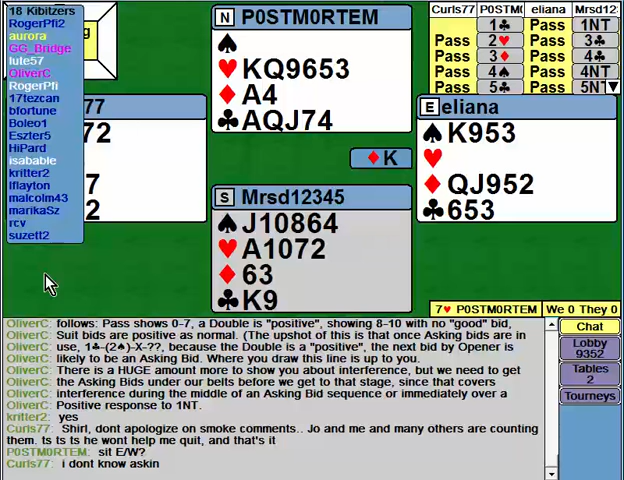 18 Kibitzers
RogerPfi2
aurora
GG_Bridge
lute57
OliverC
RogerPfi
17tezcan
bfortune
Boleo1
Eszter5
HiPard
isabable
kritter2
lflayton
malcolm43
marikaSz
rcv
suzett2
g
N P0STM0RTEM
♠
♥ KQ9653
♦ A4
♣ AQJ74
Curls77 P0STM( eliana Mrsd12
1♣ Pass 1NT
Pass 2♥ Pass 3♣
Pass 3♦ Pass 4♣
Pass 4♠ Pass 4NT
Pass 5♣ Pass 5NT
77
72
7
2
♦ K
E eliana
♠ K953
♥
♦ QJ952
♣ 653
S Mrsd12345
♠ J10864
♥ A1072
♦ 63
♣ K9
7♥ P0STM0RTEM We 0 They 0
OliverC: follows: Pass shows 0-7, a Double is "positive", showing 8-10 with no "good" bid,
OliverC: Suit bids are positive as normal. (The upshot of this is that once Asking bids are in
OliverC: use, 1♣-(2♠)-X-??, because the Double is a "positive", the next bid by Opener is
OliverC: likely to be an Asking Bid. Where you draw this line is up to you.
OliverC: There is a HUGE amount more to show you about interference, but we need to get
OliverC: the Asking Bids under our belts before we get to that stage, since that covers
OliverC: interference during the middle of an Asking Bid sequence or immediately over a
OliverC: Positive response to 1NT.
kritter2: yes
Curls77: Shirl, dont apologize on smoke comments.. Jo and me and many others are counting
them. ts ts ts he wont help me quit, and that's it
P0STM0RTEM: sit E/W?
Curls77: i dont know askin
Chat
Lobby
9352
Tables
2
Tourneys